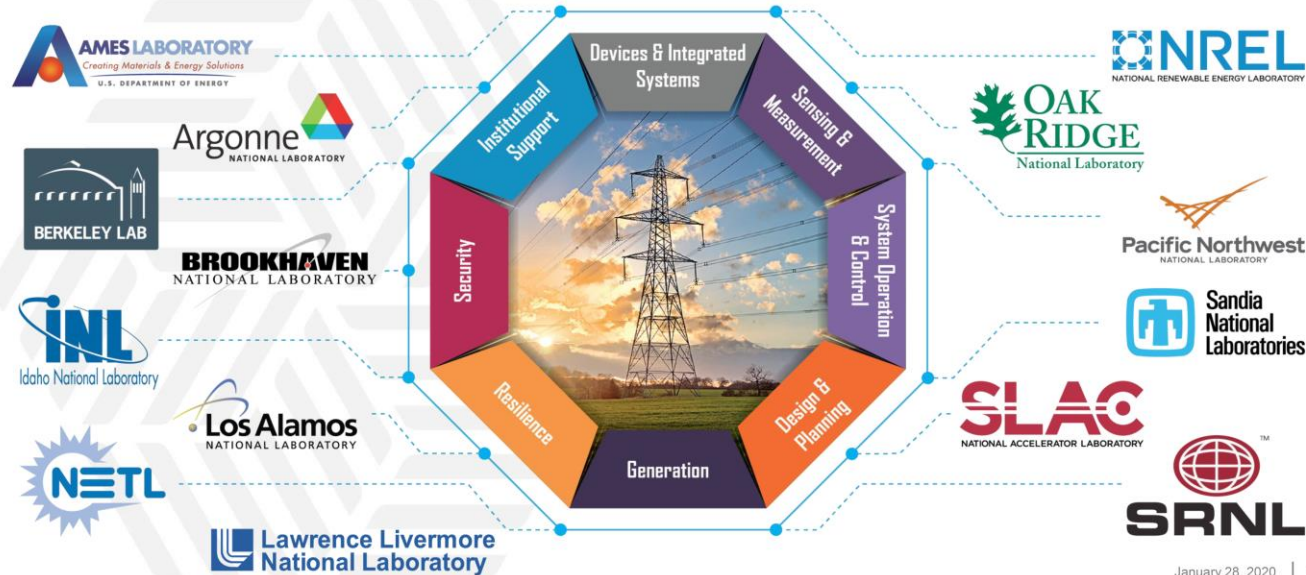 AMES LABORATORY
Creating Materials & Energy Solutions
U.S. DEPARTMENT OF ENERGY
Argonne
NATIONAL LABORATORY
BERKELEY LAB
BROOKHAVEN
NATIONAL LABORATORY
INL
Idaho National Laboratory
Los Alamos
NATIONAL LABORATORY
NETL
Lawrence Livermore
National Laboratory
Devices & Integrated
Systems
Sensing &
Measurement
System Operation
& Control
Design &
Planning
Generation
Resilience
Security
Institutional
Support
NREL
NATIONAL RENEWABLE ENERGY LABORATORY
OAK
RIDGE
National Laboratory
Pacific Northwest
NATIONAL LABORATORY
Sandia
National
Laboratories
SLAC
NATIONAL ACCELERATOR LABORATORY
TM
SRNL
January 28, 2020 |